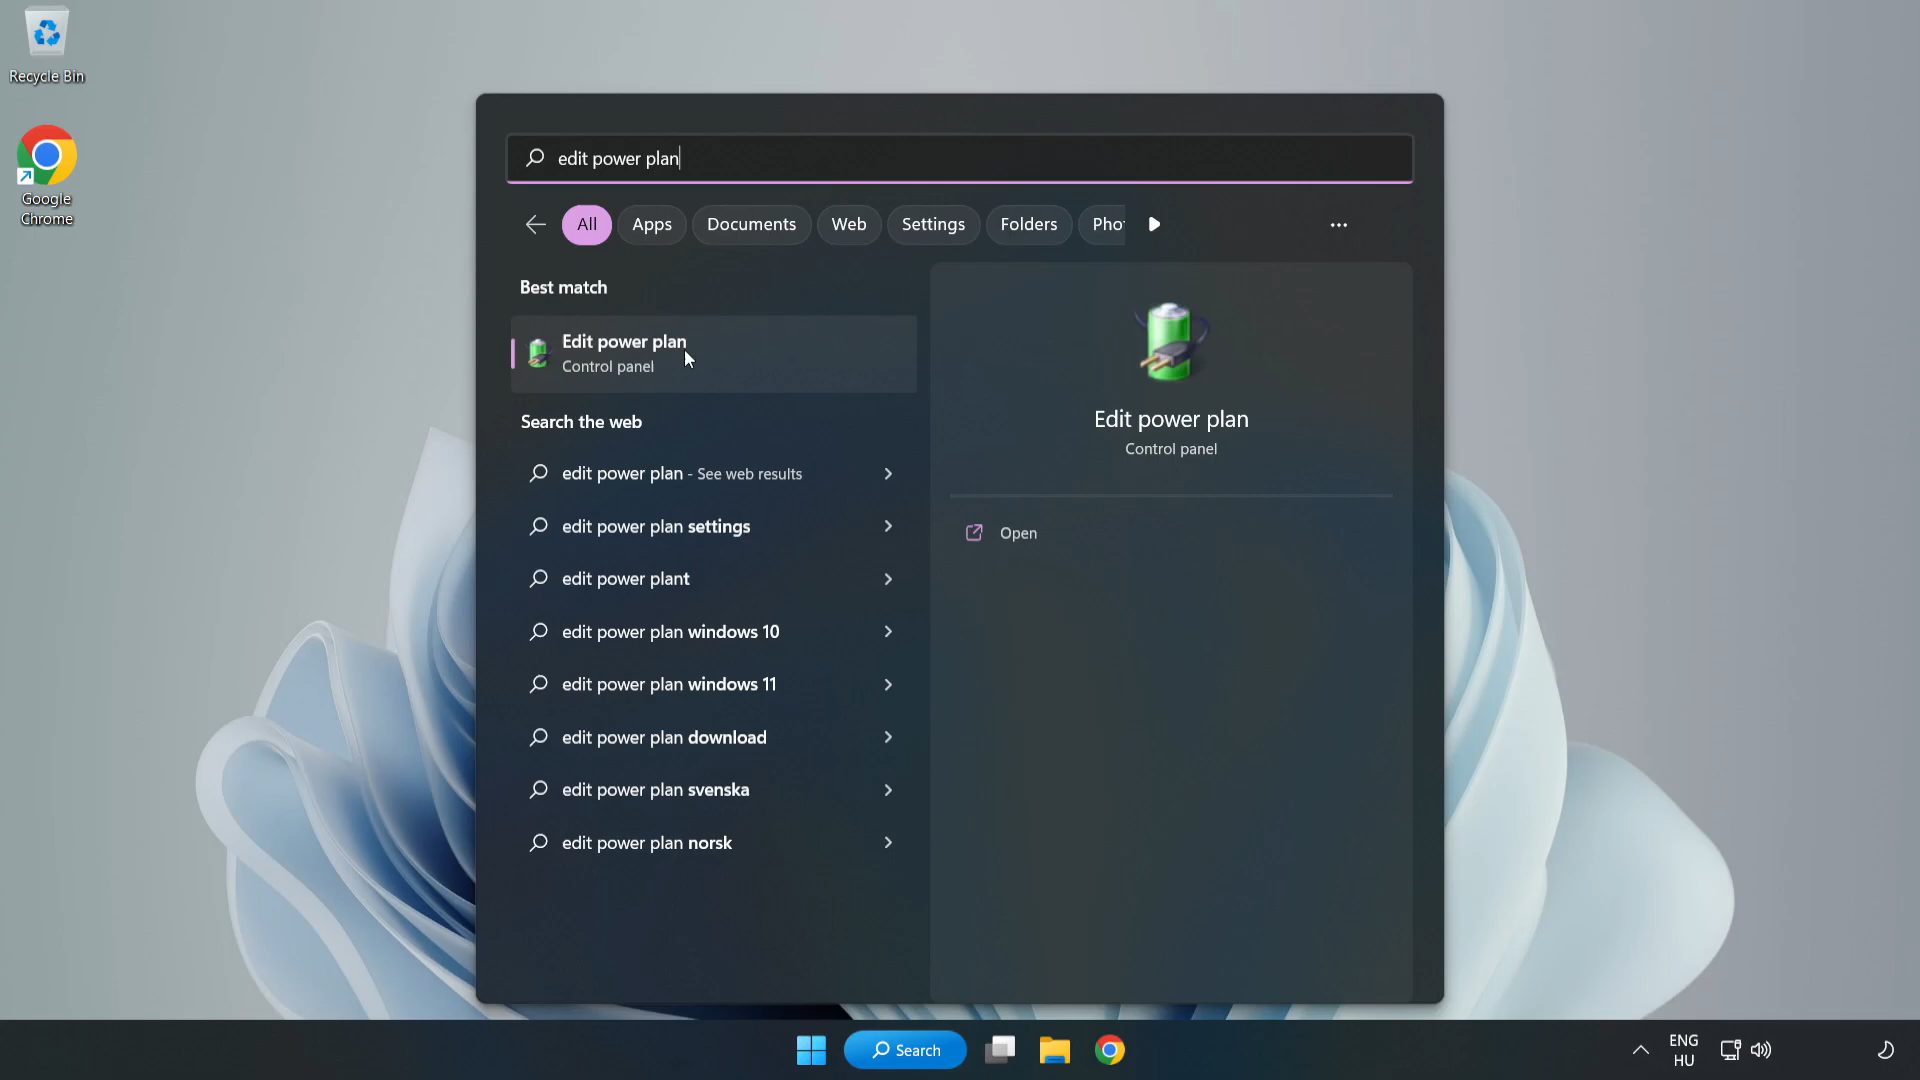 Recycle Bin
Google
Chrome
edit power plan
All
Apps
Documents
Web
Settings
Folders
Pho
Best match
Edit power plan
Control panel
Search the web
edit power plan - See web results
edit power plan settings
edit power plant
edit power plan windows 10
edit power plan windows 11
edit power plan download
edit power plan svenska
edit power plan norsk
Edit power plan
Control panel
Open
Search
ENG
HU